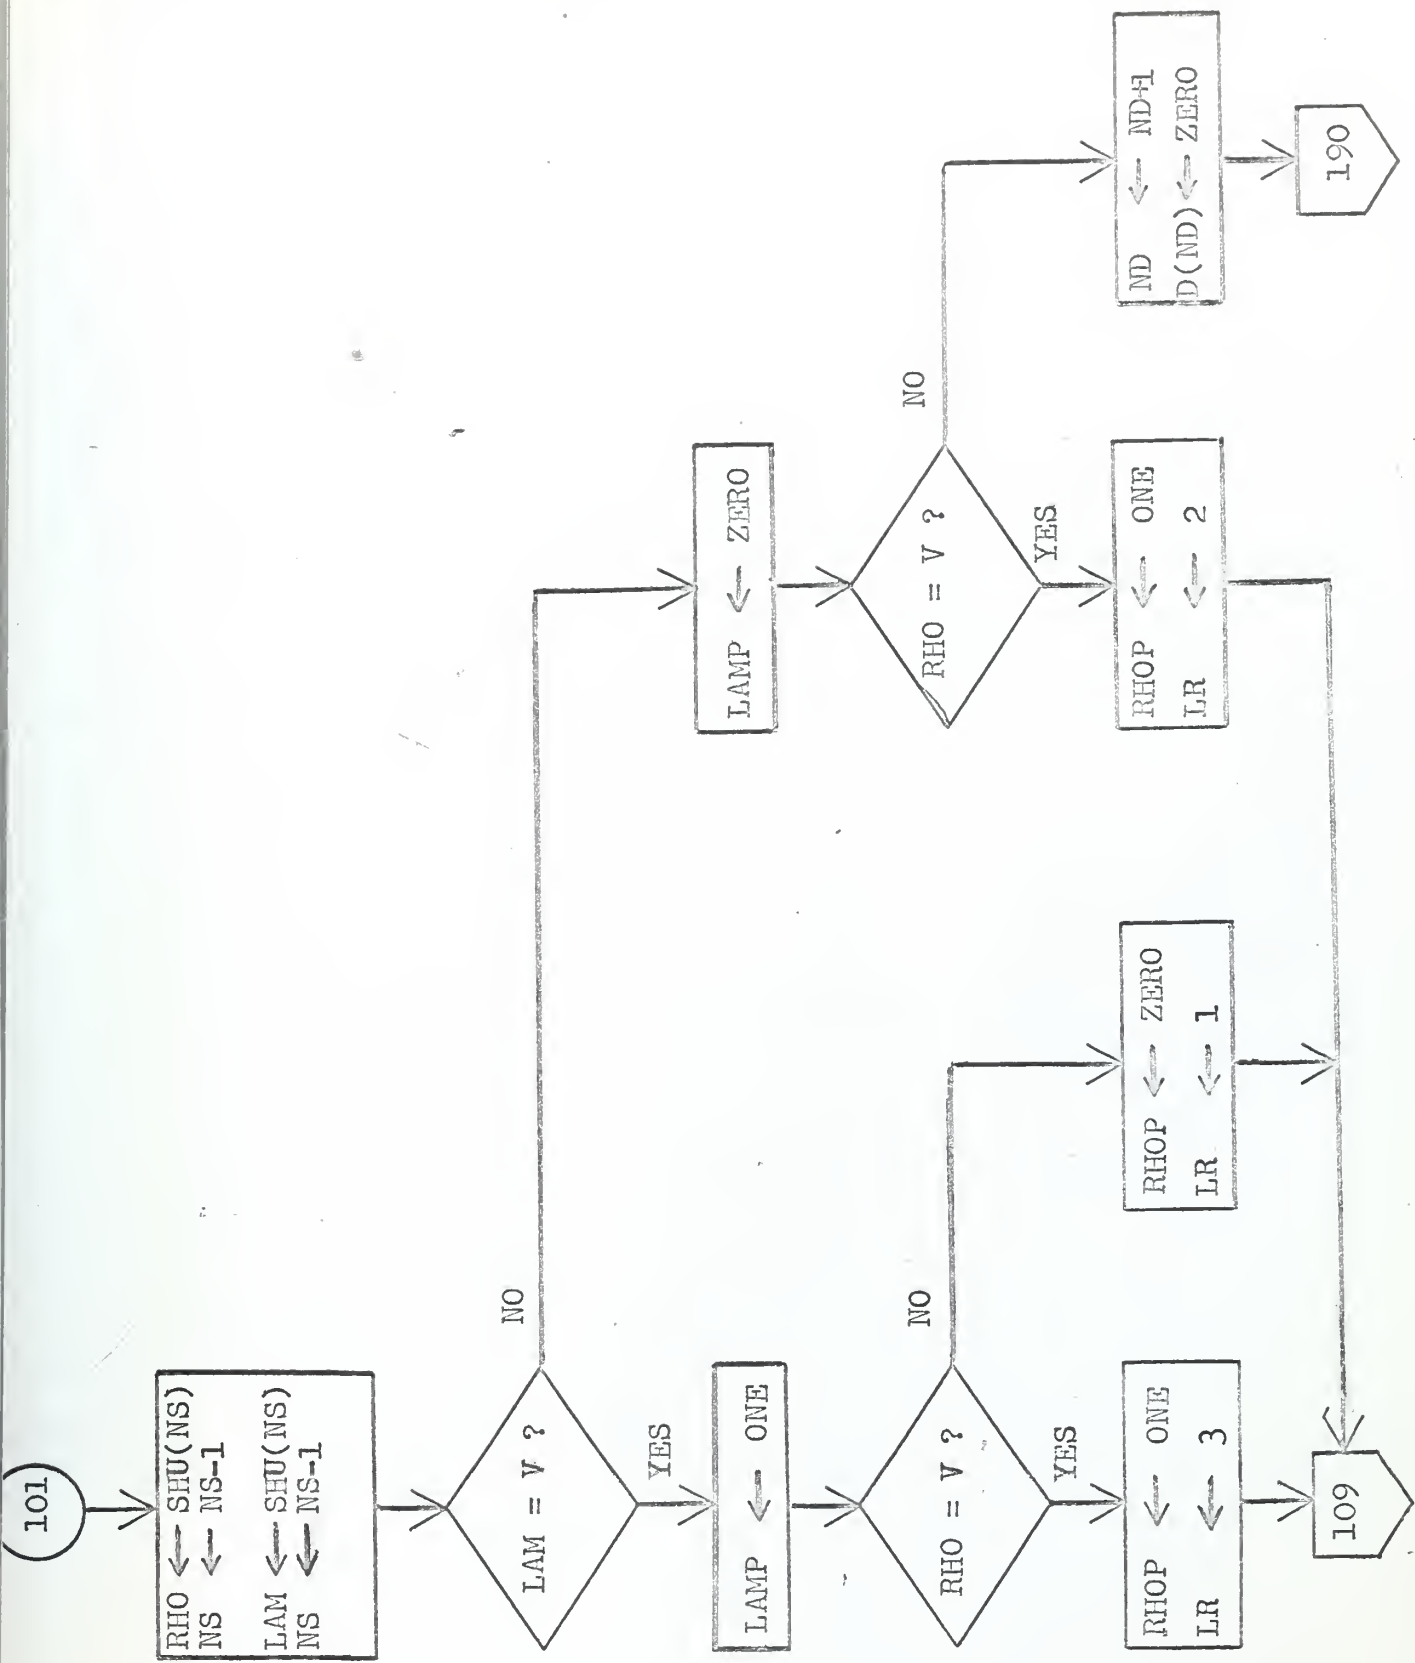 101
RHO ← SHU(NS)
NS ← NS-1
LAM ← SHU(NS)
NS ← NS-1
LAM = V ?
NO
YES
LAMP ← ONE
LAMP ← ZERO
RHO = V ?
NO
YES
RHO = V ?
NO
YES
RHOP ← ONE
LR ← 3
RHOP ← ZERO
LR ← 1
RHOP ← ONE
LR ← 2
ND ← ND+1
D(ND) ← ZERO
109
190